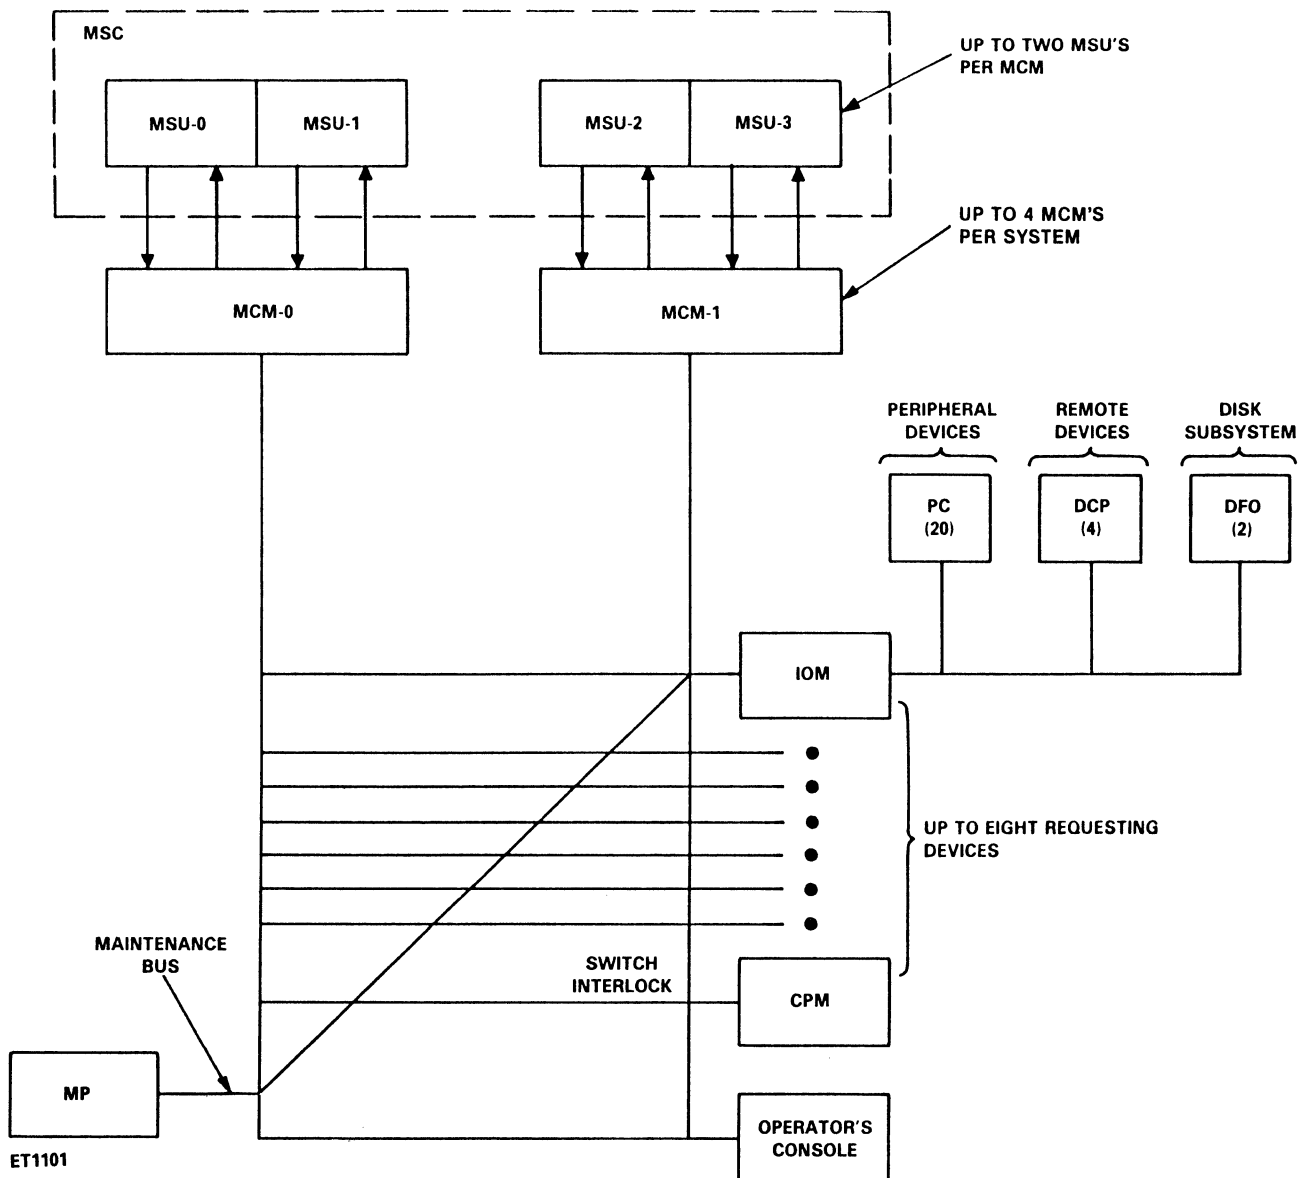 MSC
UP TO TWO MSU'S
PER MCM
MSU-0
MSU-1
MSU-2
MSU-3
UP TO 4 MCM'S
PER SYSTEM
MCM-0
MCM-1
PERIPHERAL
DEVICES
REMOTE
DEVICES
DISK
SUBSYSTEM
PC
(20)
DCP
(4)
DFO
(2)
IOM
UP TO EIGHT REQUESTING
DEVICES
MAINTENANCE
BUS
SWITCH
INTERLOCK
CPM
MP
OPERATOR'S
CONSOLE
ET1101